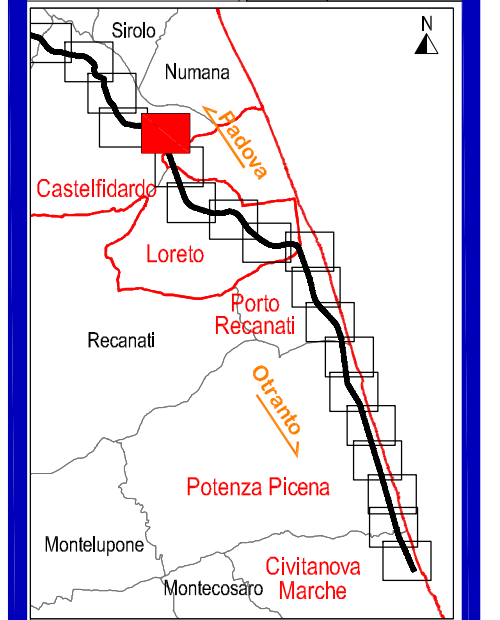 Sirolo
N
Numana
Padova
Castelfidardo
Loreto
Porto
Recanati
Recanati
Otranto
Potenza Picena
Montelupone
Civitanova
Marche
Montecosaro